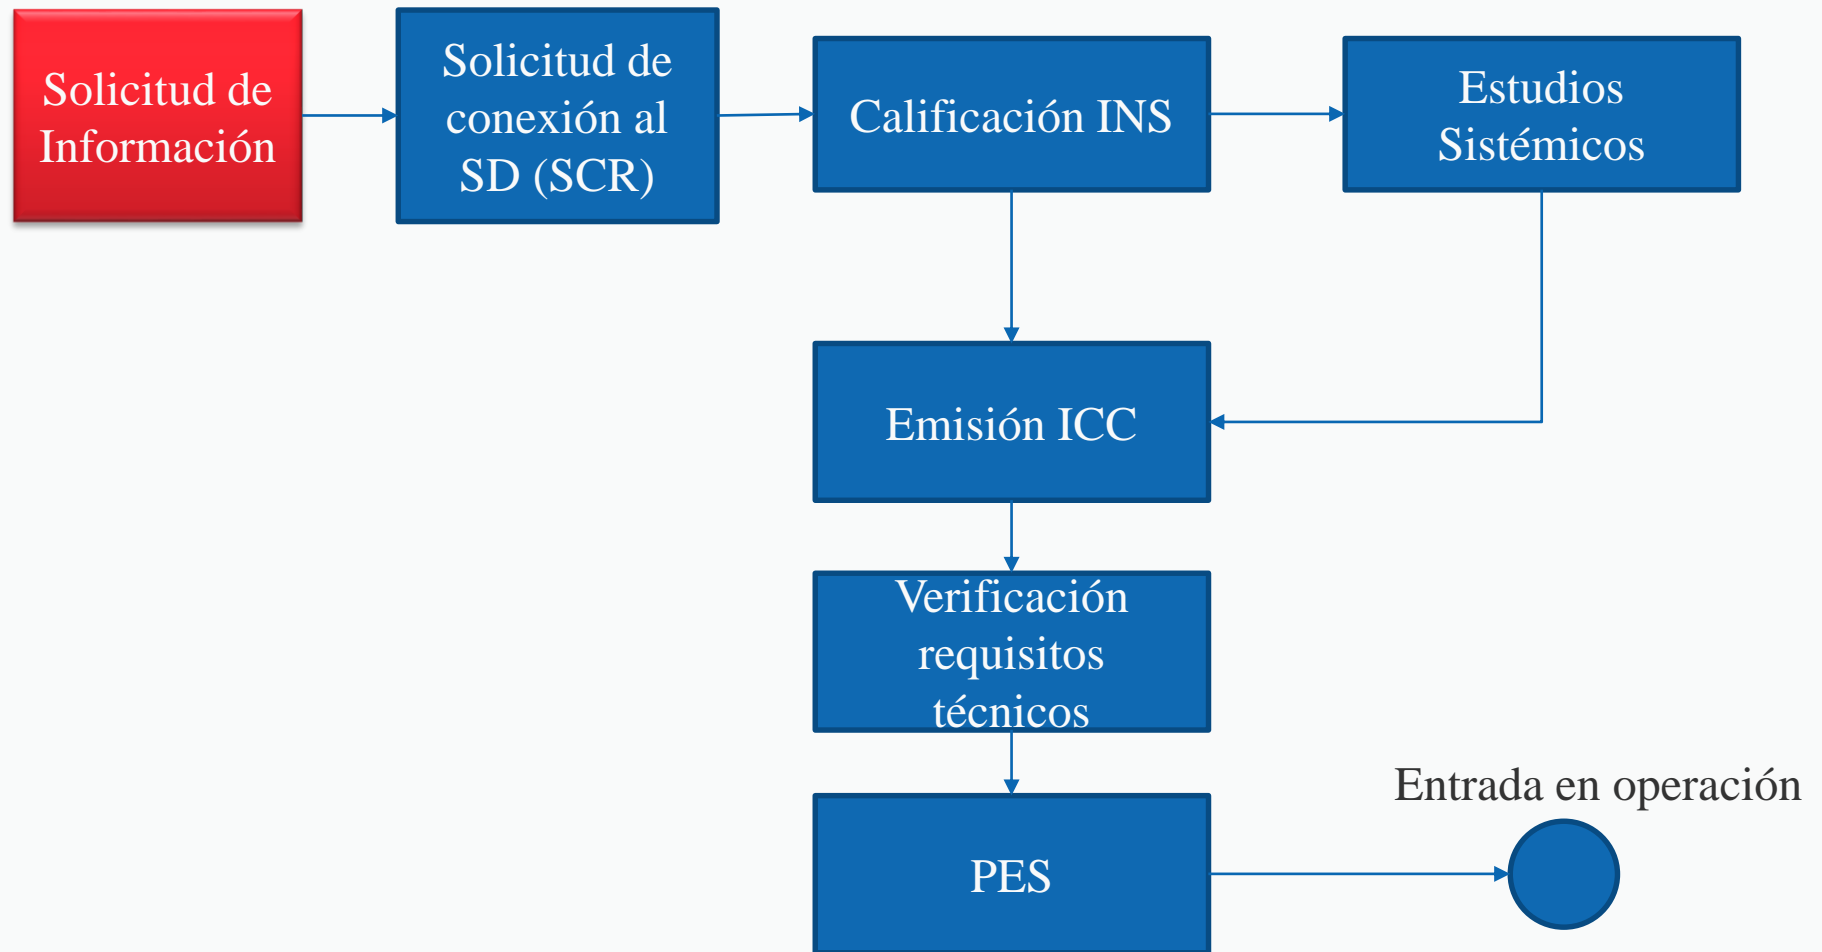 Solicitud de
Información
Solicitud de
conexión al
SD (SCR)
Calificación INS
Estudios
Sistémicos
Emisión ICC
Verificación
requisitos
técnicos
Entrada en operación
PES